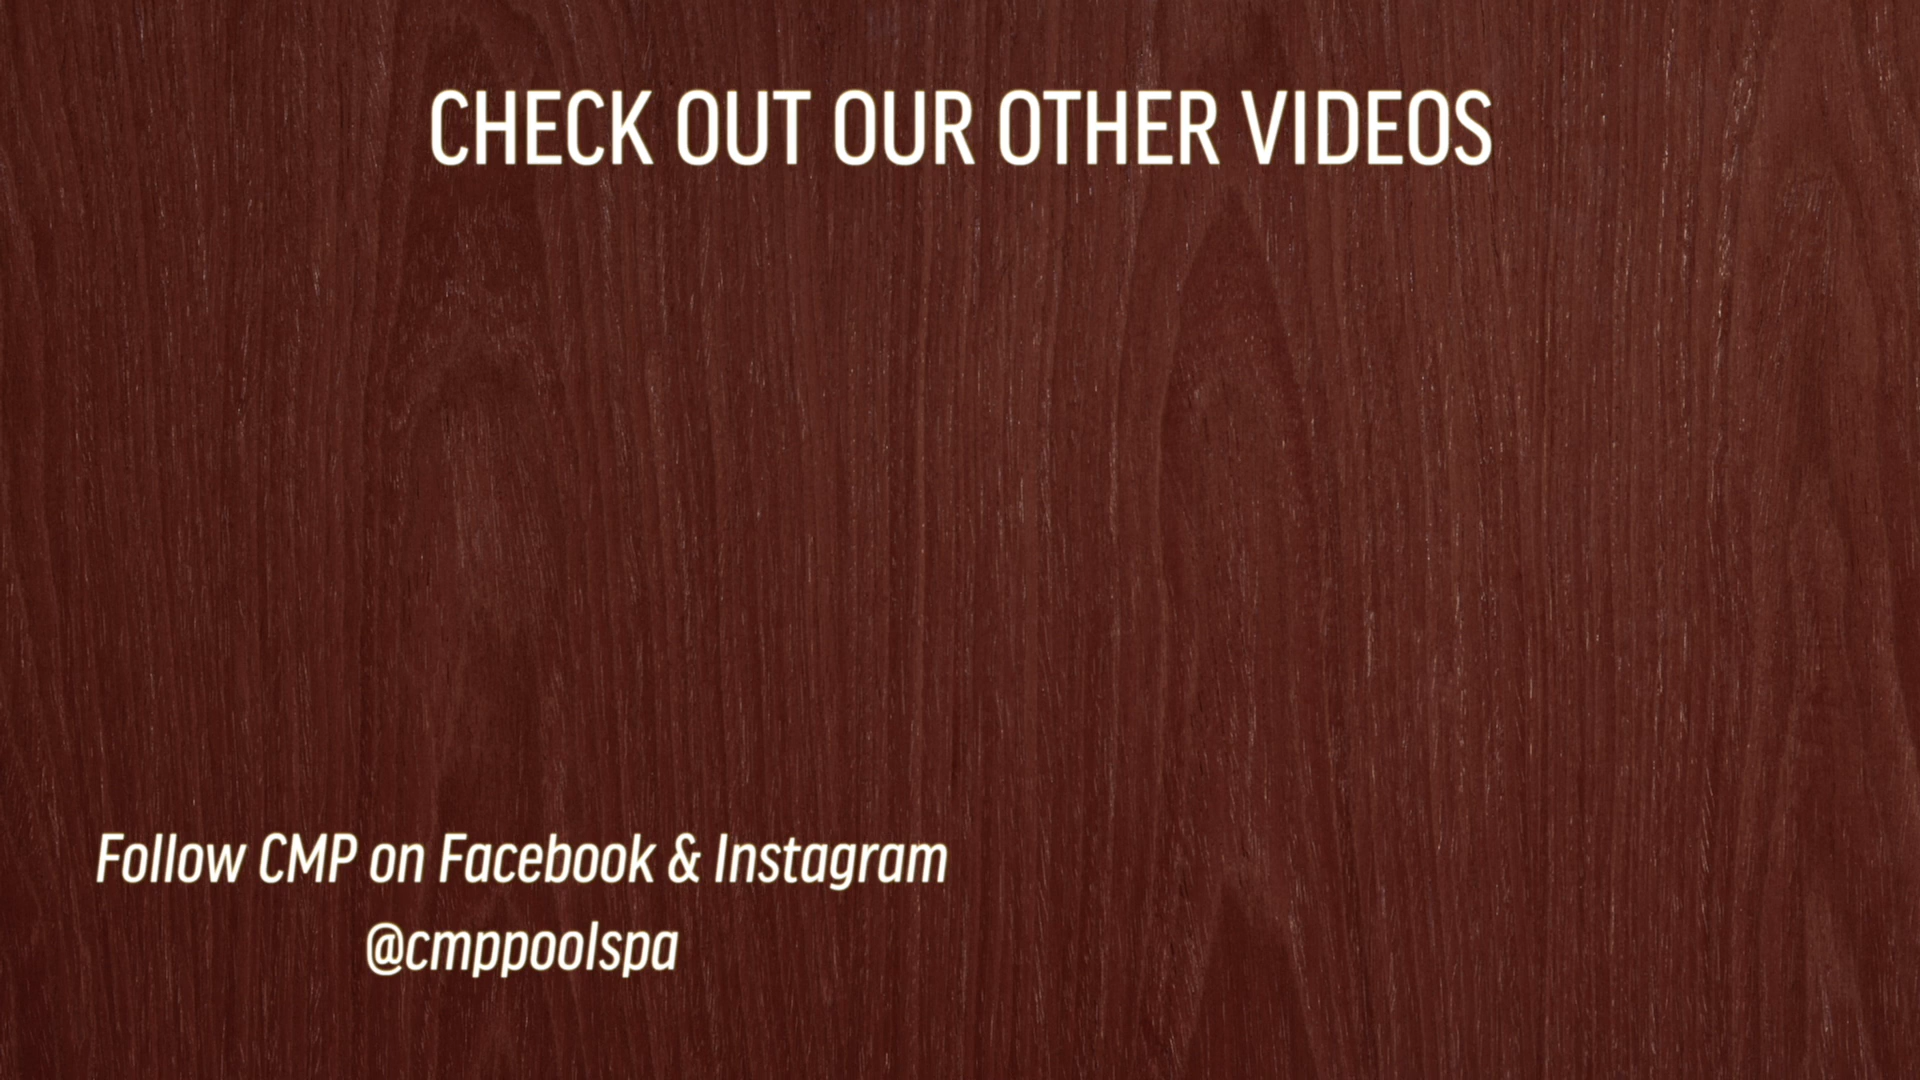 CHECK OUT OUR OTHER VIDEOS
Follow CMP on Facebook & Instagram
@cmppoolspa